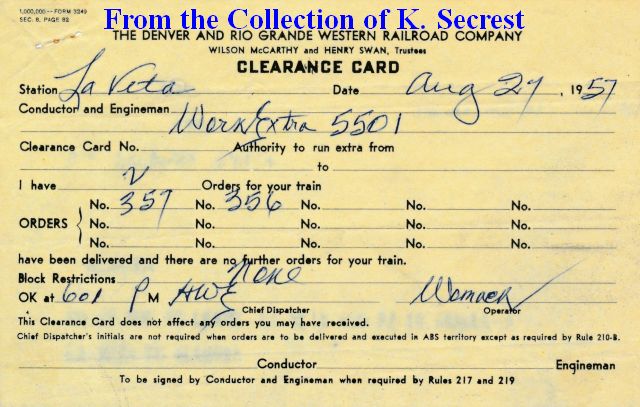 From the Collection of K. Secrest
1,000,000—FORM 3249
SEC. 8, PAGE 82
THE DENVER AND RIO GRANDE WESTERN RAILROAD COMPANY
WILSON McCARTHY and HENRY SWAN, Trustees
CLEARANCE CARD
Station La Veta Date Aug 27, 1957
Conductor and Engineman Work Extra 5501
Clearance Card No. Authority to run extra from
to
I have 2 Orders for your train
No. 357 No. 356 No. No. No.
ORDERS No. No. No. No. No.
No. No. No. No. No.
have been delivered and there are no further orders for your train.
Block Restrictions None
OK at 601 P M HWE Womack
Chief Dispatcher Operator
This Clearance Card does not affect any orders you may have received.
Chief Dispatcher's initials are not required when orders are to be delivered and executed in ABS territory except as required by Rule 210-B.
Conductor Engineman
To be signed by Conductor and Engineman when required by Rules 217 and 219